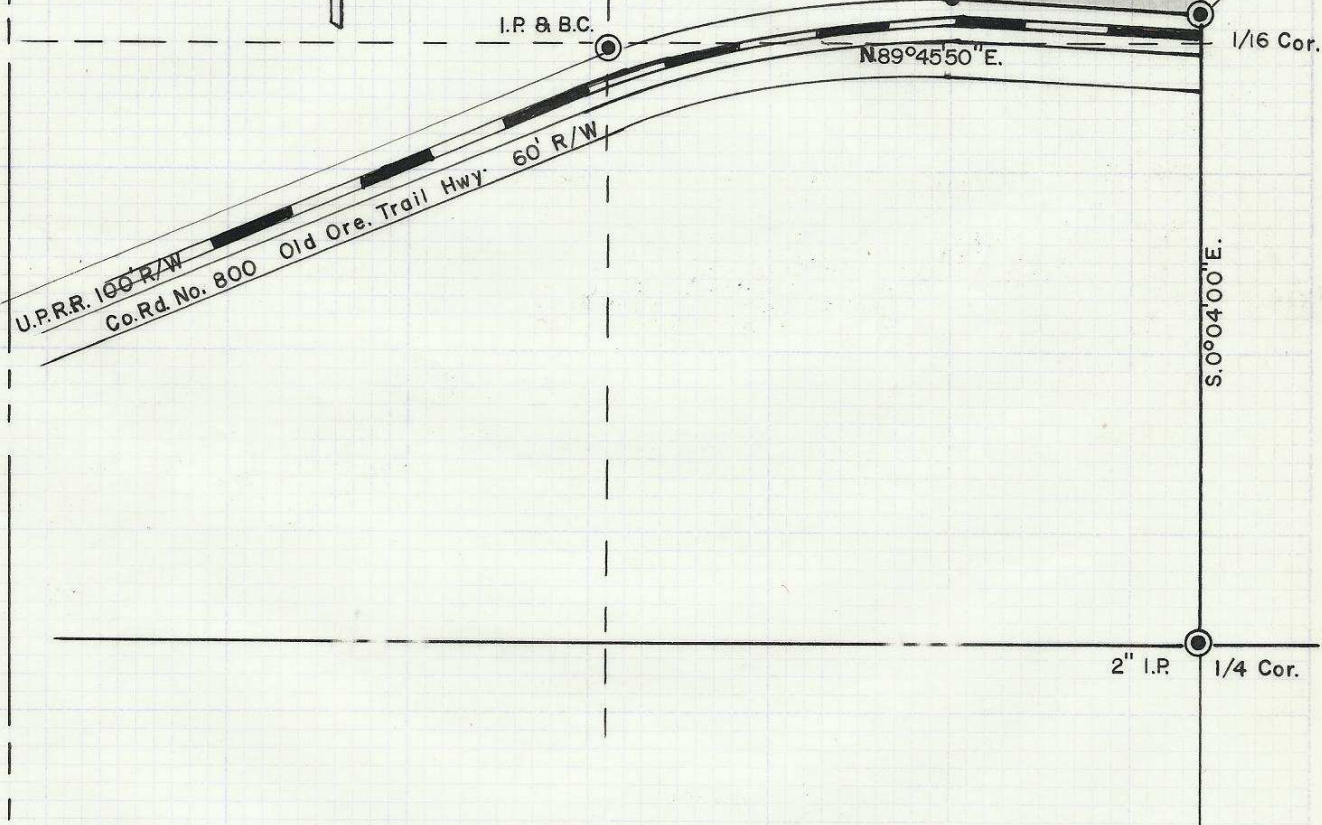 I.P. & B.C.
1/16 Cor.
N.89°45'50"E.
60' R/W
Co.Rd. No. 800 Old Ore. Trail Hwy.
U.P.R.R. 100' R/W
S.0°04'00"E.
2" I.P.
1/4 Cor.